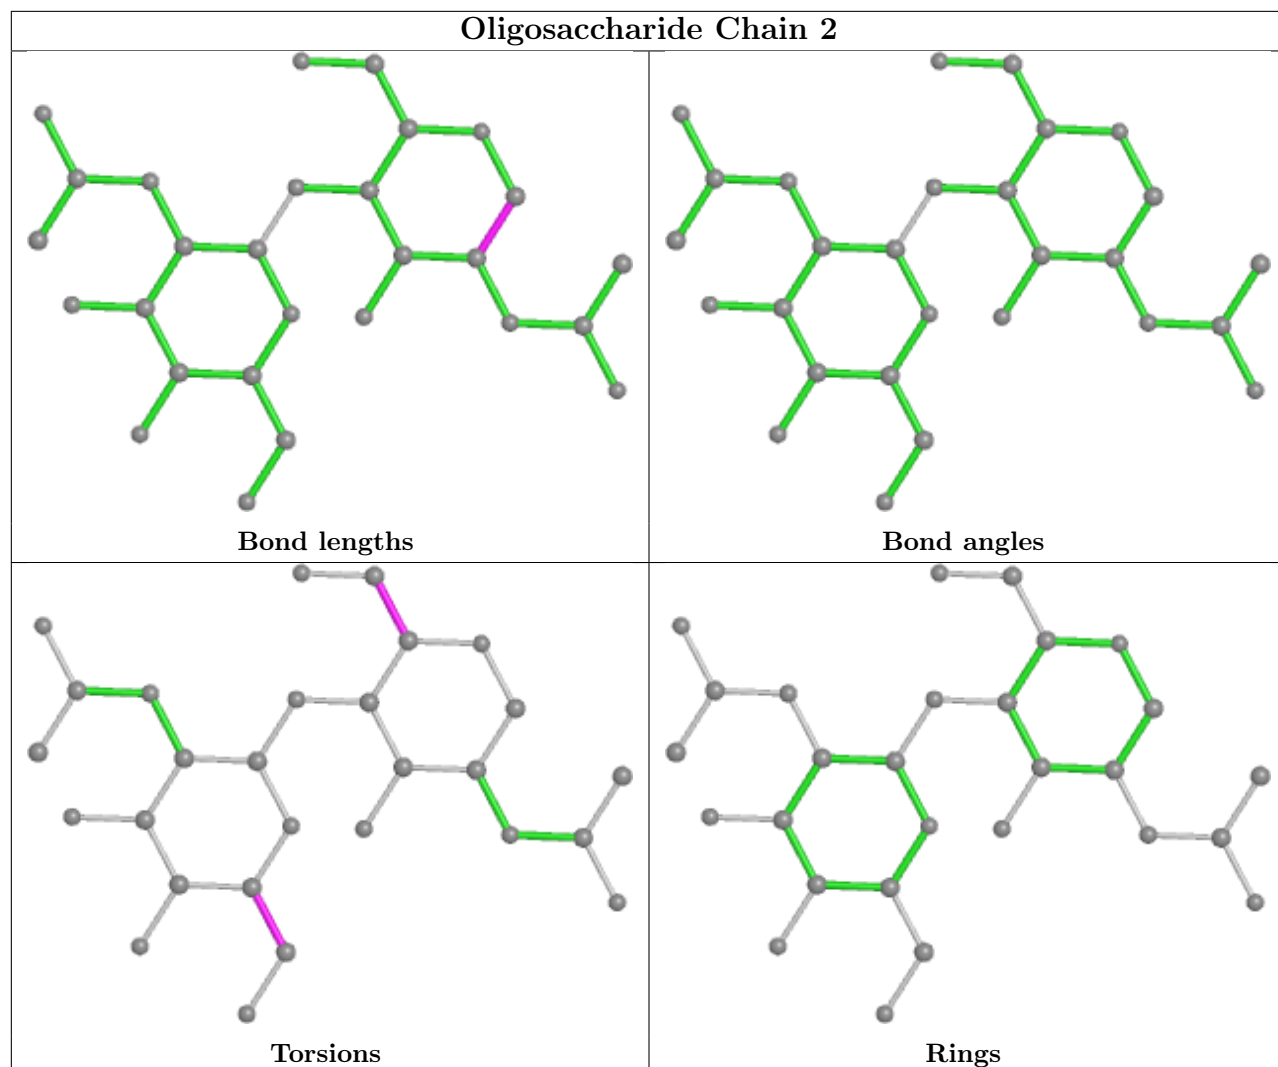 Oligosaccharide Chain 2
Bond lengths
Bond angles
Torsions
Rings